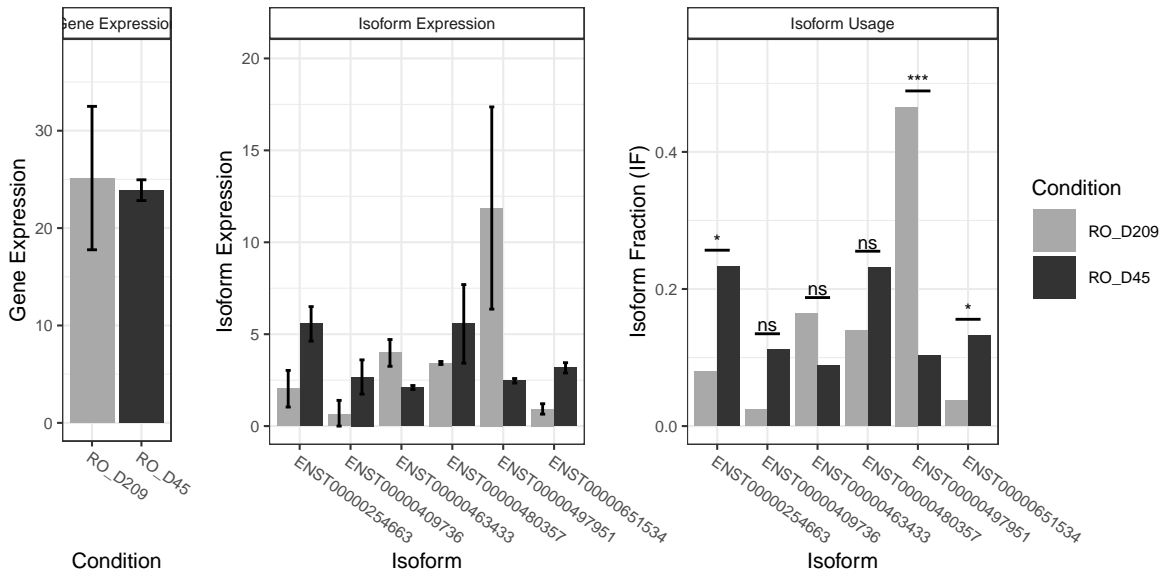 Gene Expression
Gene Expression
30
20
10
0
RO_D209
RO_D45
Condition
Isoform Expression
Isoform Expression
20
15
10
5
0
ENST00000254663
ENST00000409736
ENST00000463433
ENST00000480357
ENST00000497951
ENST00000651534
Isoform
Isoform Usage
Isoform Fraction (IF)
0.4
0.2
0.0
*
ns
ns
ns
***
*
ENST00000254663
ENST00000409736
ENST00000463433
ENST00000480357
ENST00000497951
ENST00000651534
Isoform
Condition
RO_D209
RO_D45